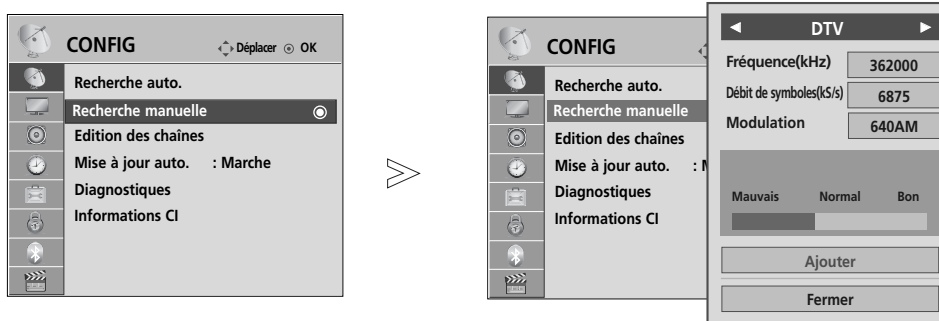 CONFIG
Déplacer OK
Recherche auto.
Recherche manuelle
Edition des chaînes
Mise à jour auto. : Marche
Diagnostiques
Informations CI
>
CONFIG
Recherche auto.
Recherche manuelle
Edition des chaînes
Mise à jour auto. : M
Diagnostiques
Informations CI
◄ DTV ►
Fréquence(kHz) 362000
Débit de symboles(kS/s) 6875
Modulation 640AM
Mauvais Normal Bon
Ajouter
Fermer